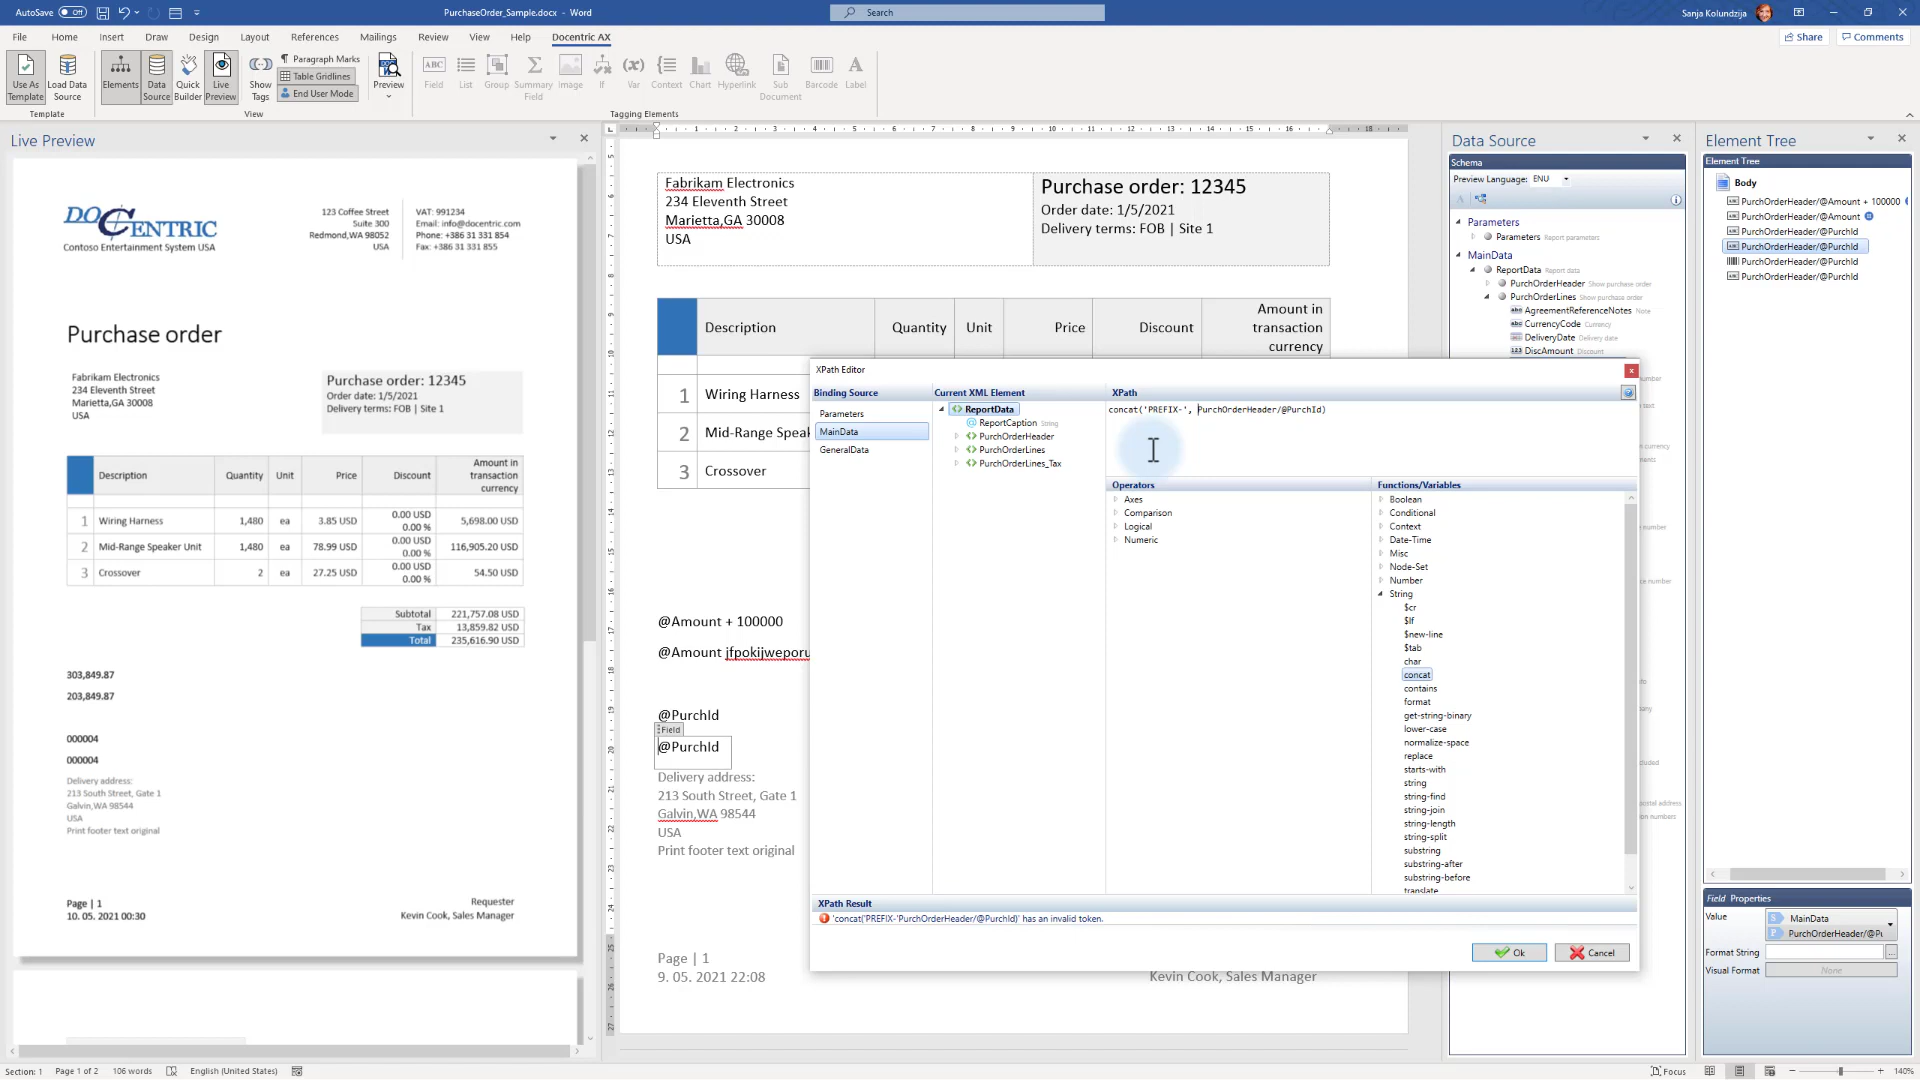 AutoSave Off
PurchaseOrder_Sample.docx - Word
Search
Sanja Kolundzija
File Home Insert Draw Design Layout References Mailings Review View Help Docentric AX
Share Comments
Use As Template
Load Data Source
Elements
Data Source
Quick Builder
Live Preview
Show Tags
Paragraph Marks
Table Gridlines
End User Mode
Preview
Field List Group Summary Field Image If Var Context Chart Hyperlink Sub Document Barcode Label
Template
View
Tagging Elements
Live Preview
DOCENTRIC
Contoso Entertainment System USA
123 Coffee Street
Suite 300
Redmond,WA 98052
USA
VAT: 991234
Email: info@docentric.com
Phone: +386 31 331 854
Fax: +386 31 331 855
Purchase order
Fabrikam Electronics
234 Eleventh Street
Marietta,GA 30008
USA
Purchase order: 12345
Order date: 1/5/2021
Delivery terms: FOB | Site 1
Description Quantity Unit Price Discount Amount in transaction currency
1 Wiring Harness 1,480 ea 3.85 USD 0.00 USD 0.00 % 5,698.00 USD
2 Mid-Range Speaker Unit 1,480 ea 78.99 USD 0.00 USD 0.00 % 116,905.20 USD
3 Crossover 2 ea 27.25 USD 0.00 USD 0.00 % 54.50 USD
Subtotal 221,757.08 USD
Tax 13,859.82 USD
Total 235,616.90 USD
303,849.87
203,849.87
000004
000004
Delivery address:
213 South Street, Gate 1
Galvin,WA 98544
USA
Print footer text original
Page | 1
10. 05. 2021 00:30
Requester
Kevin Cook, Sales Manager
Fabrikam Electronics
234 Eleventh Street
Marietta,GA 30008
USA
Purchase order: 12345
Order date: 1/5/2021
Delivery terms: FOB | Site 1
Description Quantity Unit Price Discount Amount in transaction currency
1 Wiring Harness
2 Mid-Range Speak
3 Crossover
@Amount + 100000
@Amount jfpokijweporu
@PurchId
Field
@PurchId
Delivery address:
213 South Street, Gate 1
Galvin,WA 98544
USA
Print footer text original
Page | 1
9. 05. 2021 22:08
Kevin Cook, Sales Manager
XPath Editor
Binding Source
Parameters
MainData
GeneralData
Current XML Element
ReportData
ReportCaption String
PurchOrderHeader
PurchOrderLines
PurchOrderLines_Tax
XPath
concat('PREFIX-', PurchOrderHeader/@PurchId)
Operators
Axes
Comparison
Logical
Numeric
Functions/Variables
Boolean
Conditional
Context
Date-Time
Misc
Node-Set
Number
String
$cr
$lf
$new-line
$tab
char
concat
contains
format
get-string-binary
lower-case
normalize-space
replace
starts-with
string
string-find
string-join
string-length
string-split
substring
substring-after
substring-before
translate
XPath Result
'concat('PREFIX-'PurchOrderHeader/@PurchId)' has an invalid token.
Ok
Cancel
Data Source
Schema
Preview Language: ENU
Parameters
Parameters Report parameters
MainData
ReportData Report data
PurchOrderHeader Show purchase order
PurchOrderLines Show purchase order
AgreementReferenceNotes Note
CurrencyCode Currency
DeliveryDate Delivery date
DiscAmount Discount
Element Tree
Element Tree
Body
PurchOrderHeader/@Amount + 100000
PurchOrderHeader/@Amount
PurchOrderHeader/@PurchId
PurchOrderHeader/@PurchId
PurchOrderHeader/@PurchId
PurchOrderHeader/@PurchId
Field Properties
Value
S MainData
P PurchOrderHeader/@Pu
Format String
Visual Format None
Section: 1 Page 1 of 2 106 words English (United States)
Focus
140%